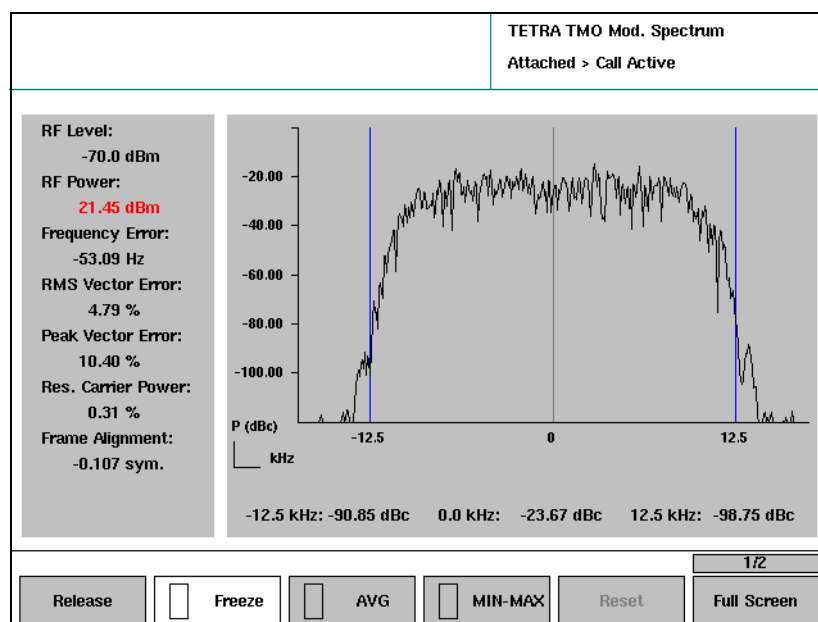 TETRA TMO Mod. Spectrum
Attached > Call Active
RF Level:
-70.0 dBm
RF Power:
21.45 dBm
Frequency Error:
-53.09 Hz
RMS Vector Error:
4.79 %
Peak Vector Error:
10.40 %
Res. Carrier Power:
0.31 %
Frame Alignment:
-0.107 sym.
-20.00
-40.00
-60.00
-80.00
-100.00
P (dBc)
kHz
-12.5 0 12.5
-12.5 kHz: -90.85 dBc 0.0 kHz: -23.67 dBc 12.5 kHz: -98.75 dBc
1/2
Release Freeze AVG MIN-MAX Reset Full Screen